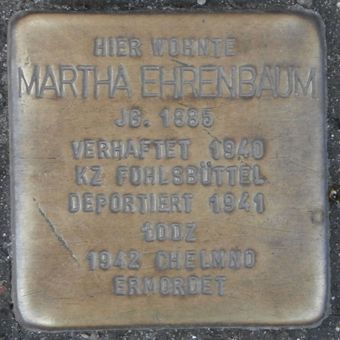 HIER WOHNTE
MARTHA EHRENBAUM
JG. 1885
VERHAFTET 1940
KZ FUHLSBÜTTEL
DEPORTIERT 1941
LODZ
1942 CHELMNO
ERMORDET